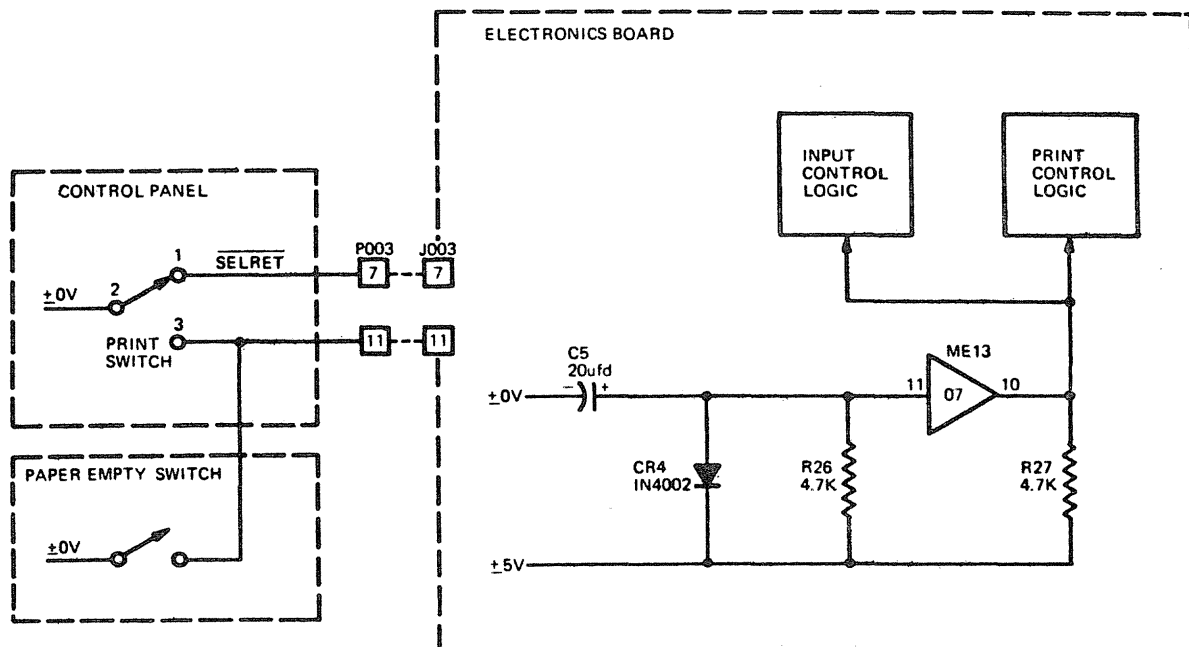 ELECTRONICS BOARD
INPUT
CONTROL
LOGIC
PRINT
CONTROL
LOGIC
CONTROL PANEL
1
SELRET
P003
J003
7
7
2
±0V
3
PRINT
SWITCH
11
11
C5
20ufd
- +
±0V
ME13
11
07
10
CR4
IN4002
R26
4.7K
R27
4.7K
±5V
PAPER EMPTY SWITCH
±0V